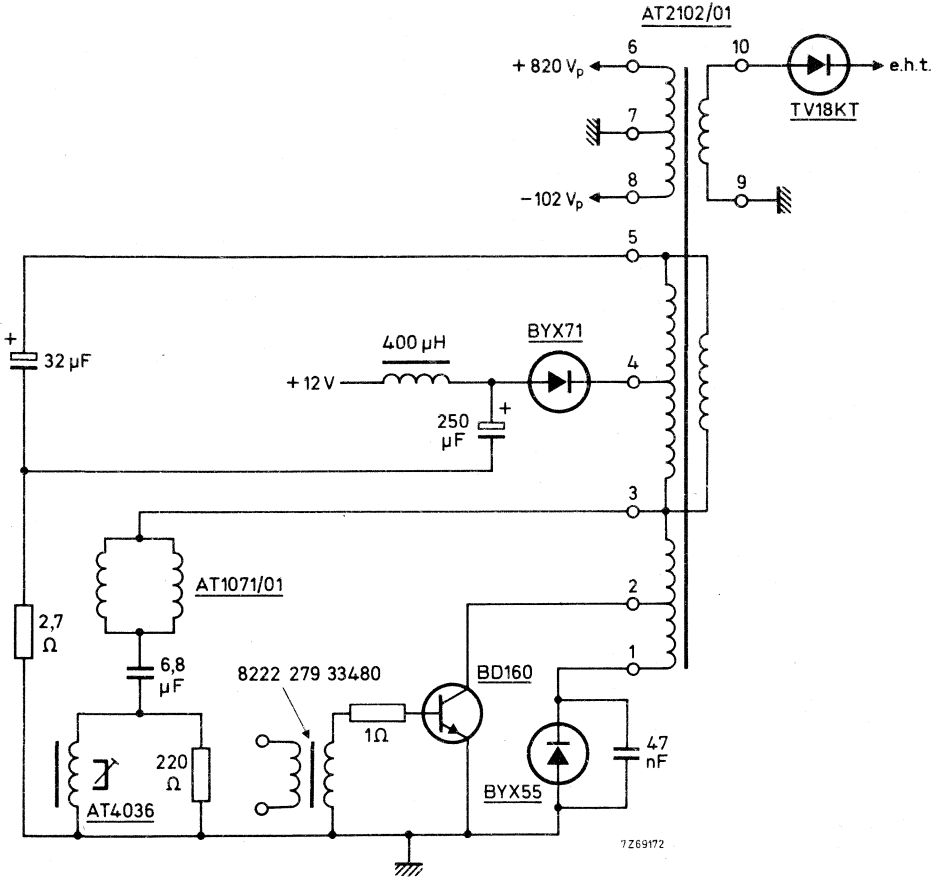 AT2102/01
6
10
+ 820 Vp
e.h.t.
TV18KT
7
8
9
-102 Vp
5
BYX71
400 µH
+
32 µF
+12 V
4
250
µF
+
3
AT1071/01
2,7
Ω
2
6,8
µF
8222 279 33480
BD160
1
1Ω
220
Ω
47
nF
AT4036
BYX55
7Z69172